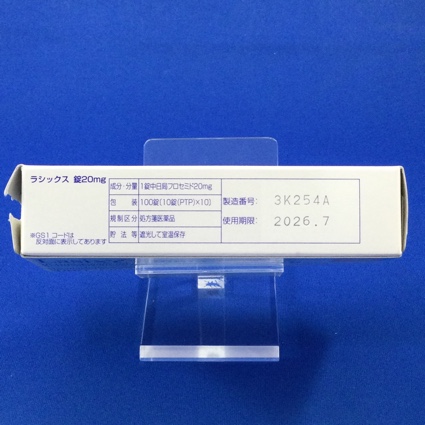 ラシックス 錠20mg
成分・分量 1錠中日局フロセミド20mg
包装 100錠(10錠(PTP)×10)
規制区分 処方箋医薬品
貯法等 遮光して室温保存
製造番号: 3K254A
使用期限: 2026.7
※GS1コードは
反対面に表示してあります